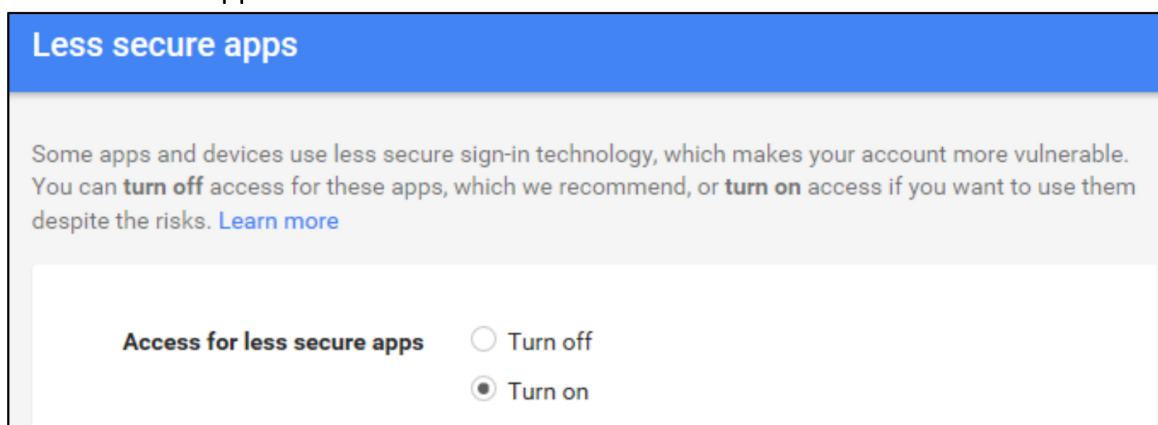 Less secure apps
Some apps and devices use less secure sign-in technology, which makes your account more vulnerable.
You can turn off access for these apps, which we recommend, or turn on access if you want to use them
despite the risks. Learn more
Access for less secure apps
Turn off
Turn on